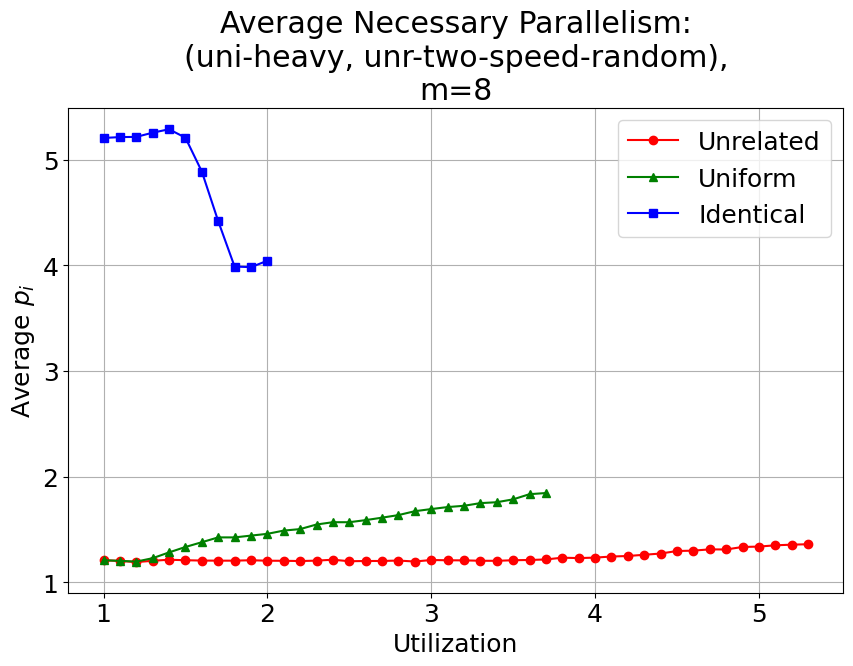 Average Necessary Parallelism:
(uni-heavy, unr-two-speed-random),
m=8
Unrelated
Uniform
Identical
5
4
3
2
1
Average p_i
1
2
3
4
5
Utilization